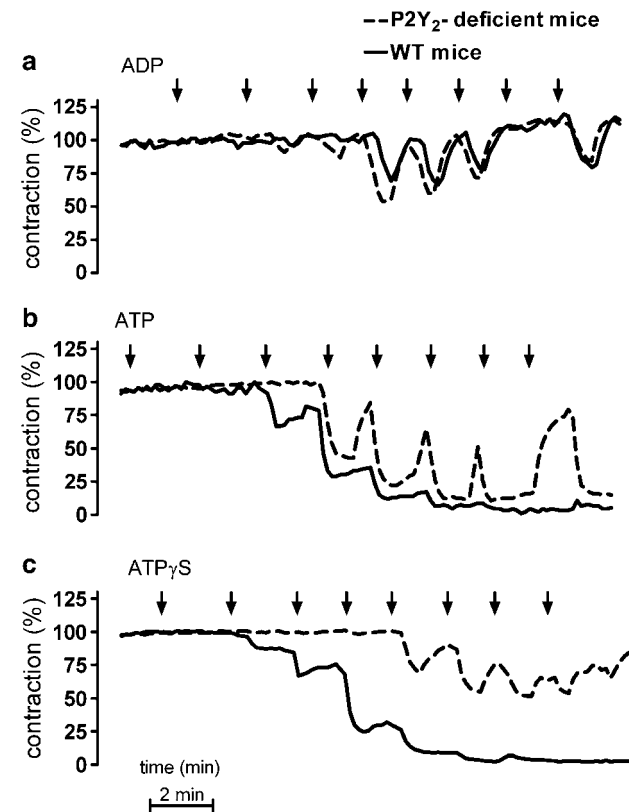 P2Y₂- deficient mice
WT mice
a
ADP
contraction (%)
125
100
75
50
25
0
b
ATP
contraction (%)
125
100
75
50
25
0
c
ATPγS
contraction (%)
125
100
75
50
25
0
time (min)
2 min